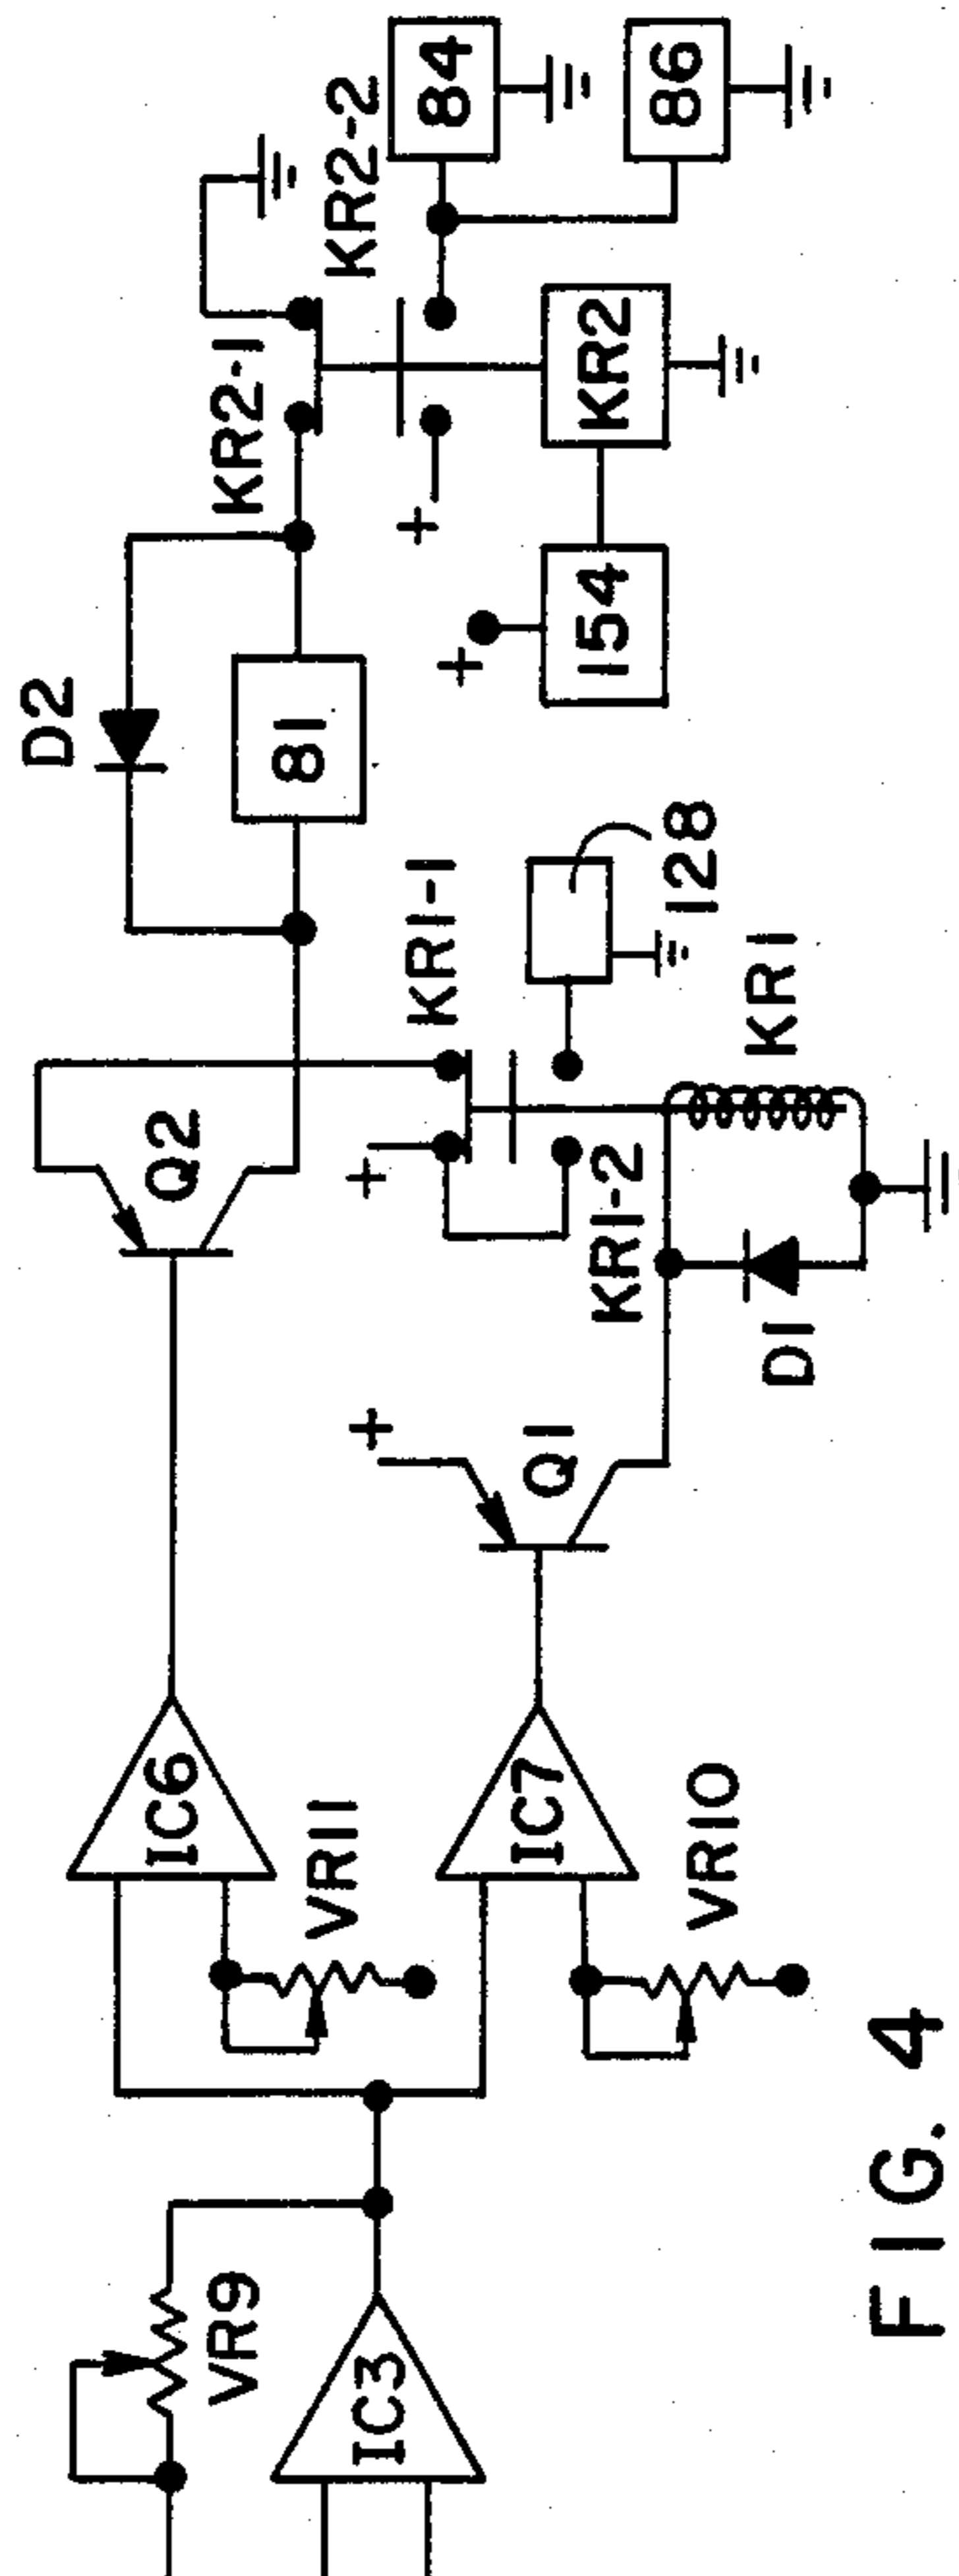 VR9
IC3
IC6
VR11
IC7
VR10
Q2
+
Q1
KR1-1
+
KR1-2
D1
KR1
128
D2
81
KR2-1
KR2-2
+
+
154
KR2
84
86
FIG. 4